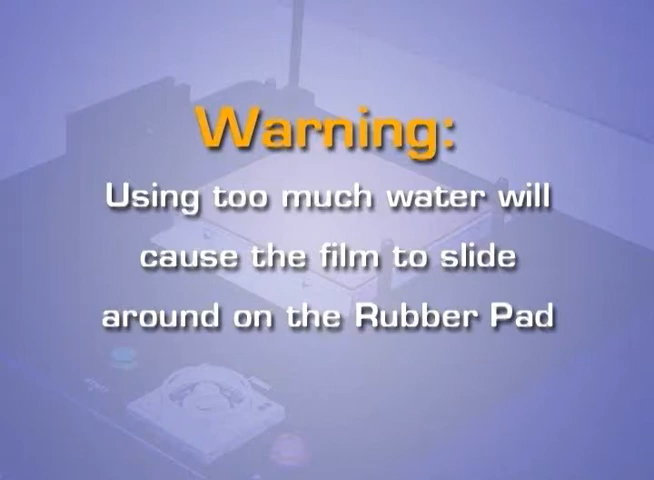 Warning:
Using too much water will
cause the film to slide
around on the Rubber Pad